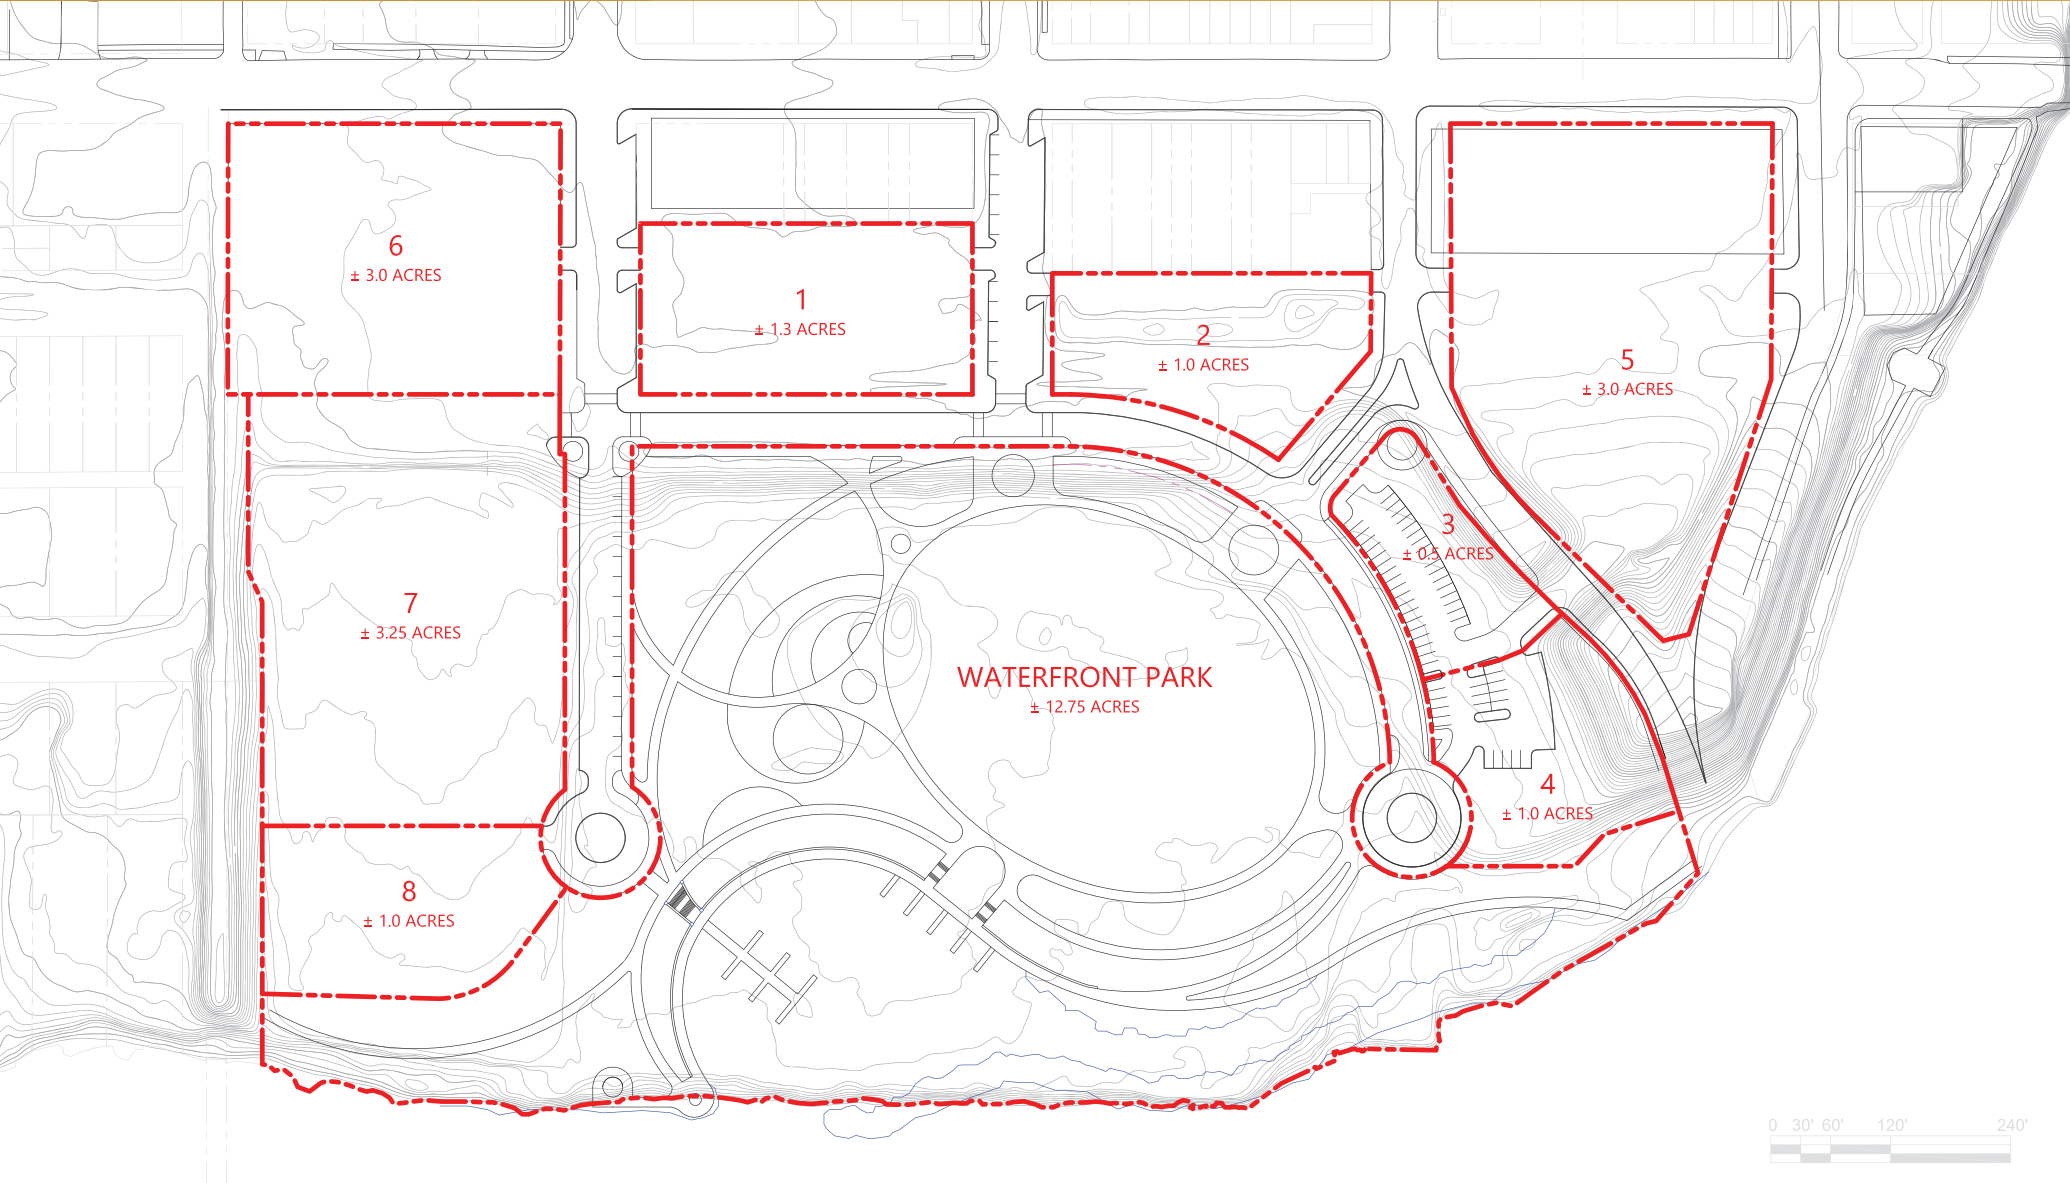 6
± 3.0 ACRES
1
± 1.3 ACRES
2
± 1.0 ACRES
5
± 3.0 ACRES
3
± 0.5 ACRES
7
± 3.25 ACRES
WATERFRONT PARK
± 12.75 ACRES
4
± 1.0 ACRES
8
± 1.0 ACRES
0 30' 60' 120' 240'